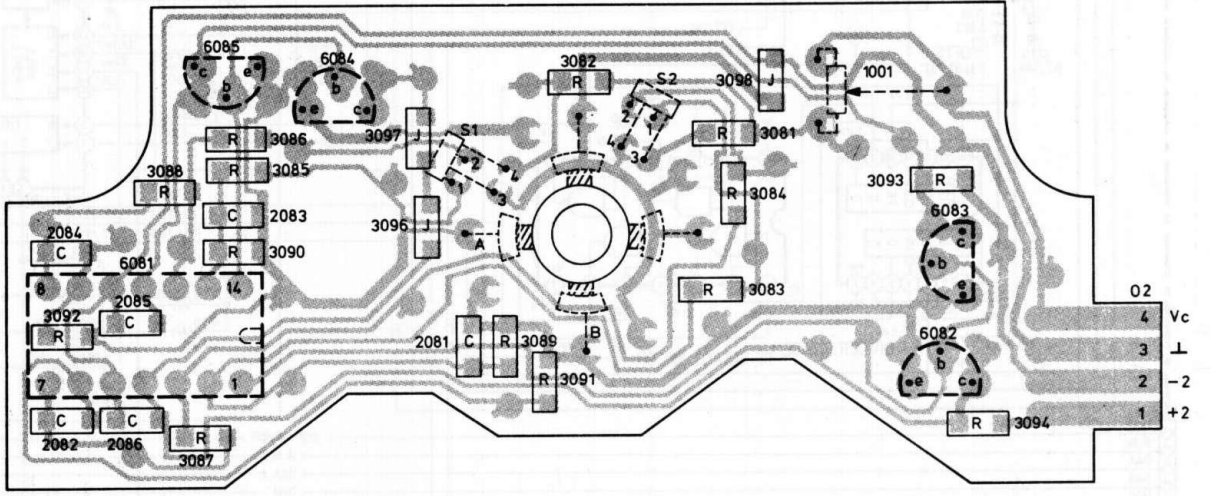 6085
6084
3082
S2
3098
1001
c
e
b
b
e
c
R
J
2
1
4
3
R
3081
R
3086
3097
J
S1
2
4
1
3
3088
R
3085
R
R
3084
3093
R
C
2083
3096
J
A
6083
c
b
e
2084
C
R
3090
6081
8
14
2085
C
3092
R
R
3083
02
4
Vc
3
⊥
2
-2
1
+2
2081
C
R
3089
B
R
3091
6082
b
e
c
7
1
C
C
2082
2086
R
3087
R
3094